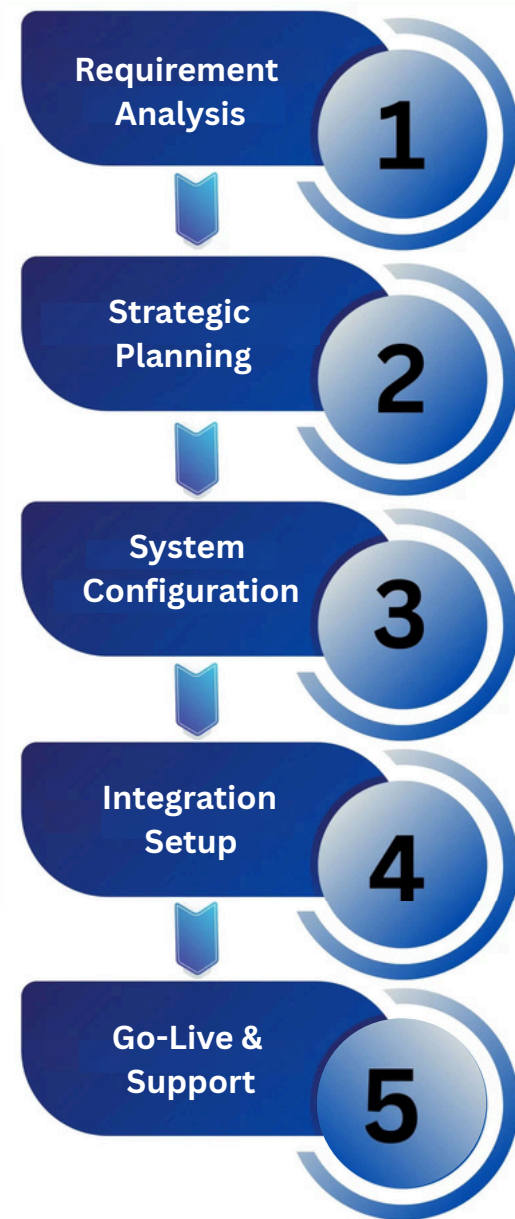 Requirement
Analysis
1
Strategic
Planning
2
System
Configuration
3
Integration
Setup
4
Go-Live &
Support
5